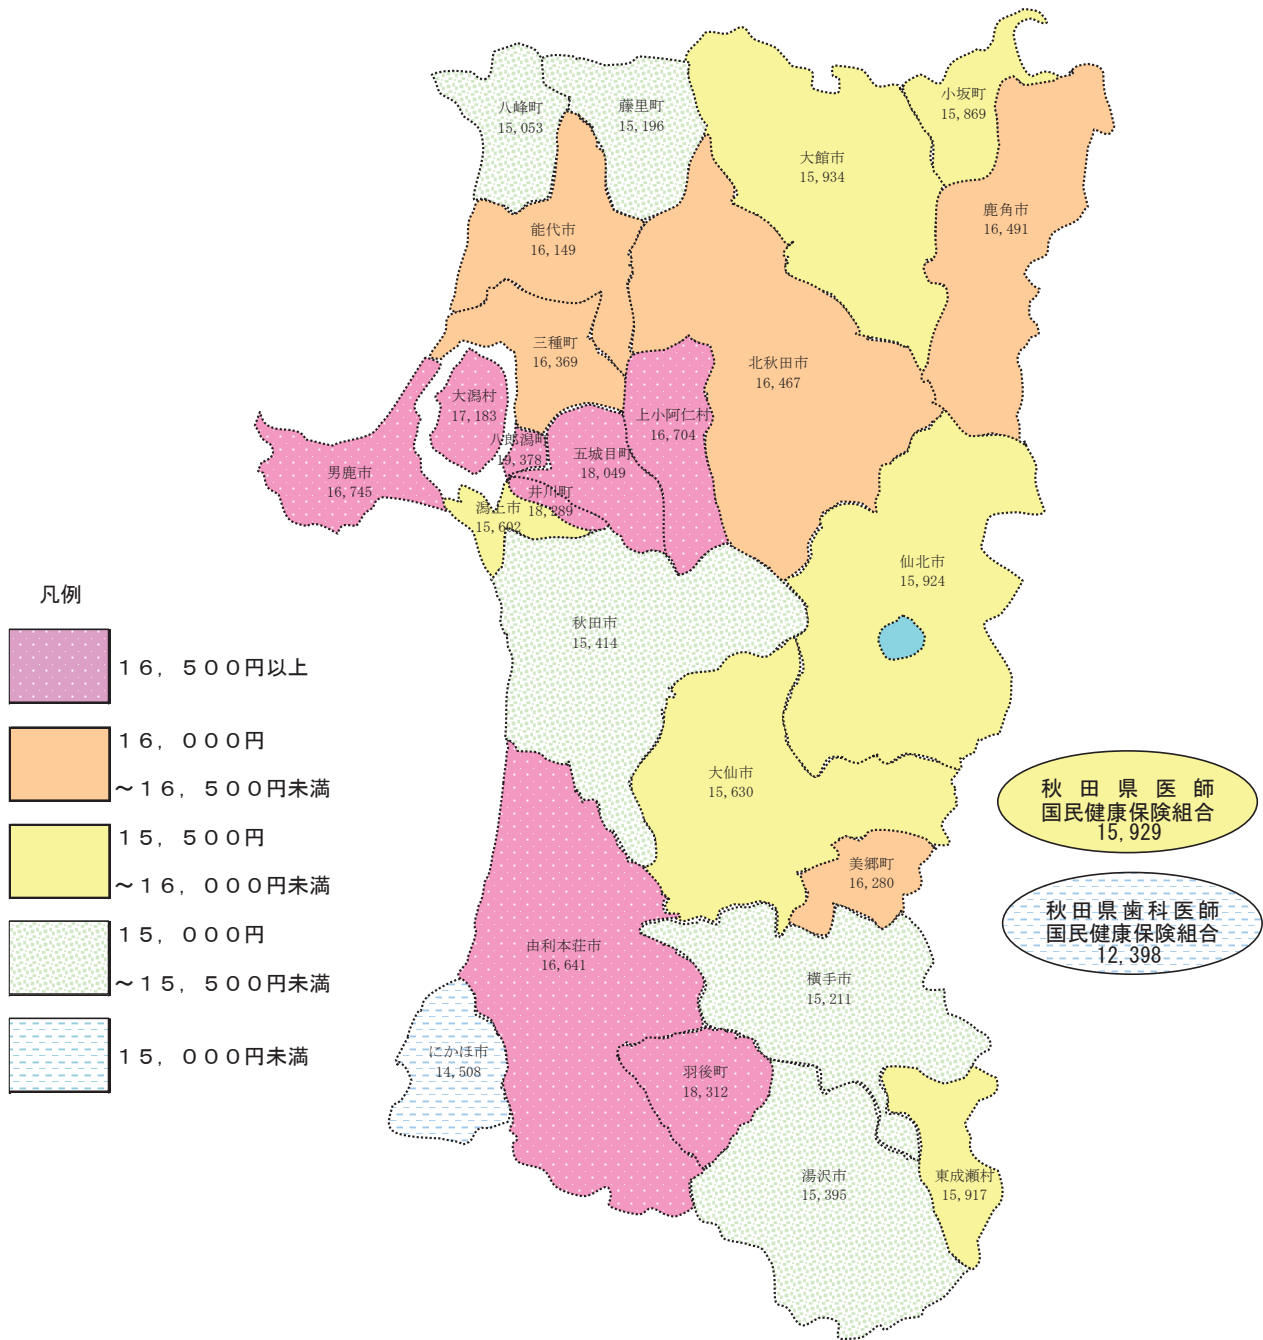 八峰町
15,053
藤里町
15,196
小坂町
15,869
大館市
15,934
鹿角市
16,491
能代市
16,149
三種町
16,369
北秋田市
16,467
大潟村
17,183
上小阿仁村
16,704
八郎潟町
19,378
五城目町
18,049
男鹿市
16,745
井川町
18,289
潟上市
15,602
仙北市
15,924
秋田市
15,414
大仙市
15,630
美郷町
16,280
由利本荘市
16,641
横手市
15,211
にかほ市
14,508
羽後町
18,312
湯沢市
15,395
東成瀬村
15,917
凡例
16,500円以上
16,000円
～16,500円未満
15,500円
～16,000円未満
15,000円
～15,500円未満
15,000円未満
秋田県医師
国民健康保険組合
15,929
秋田県歯科医師
国民健康保険組合
12,398